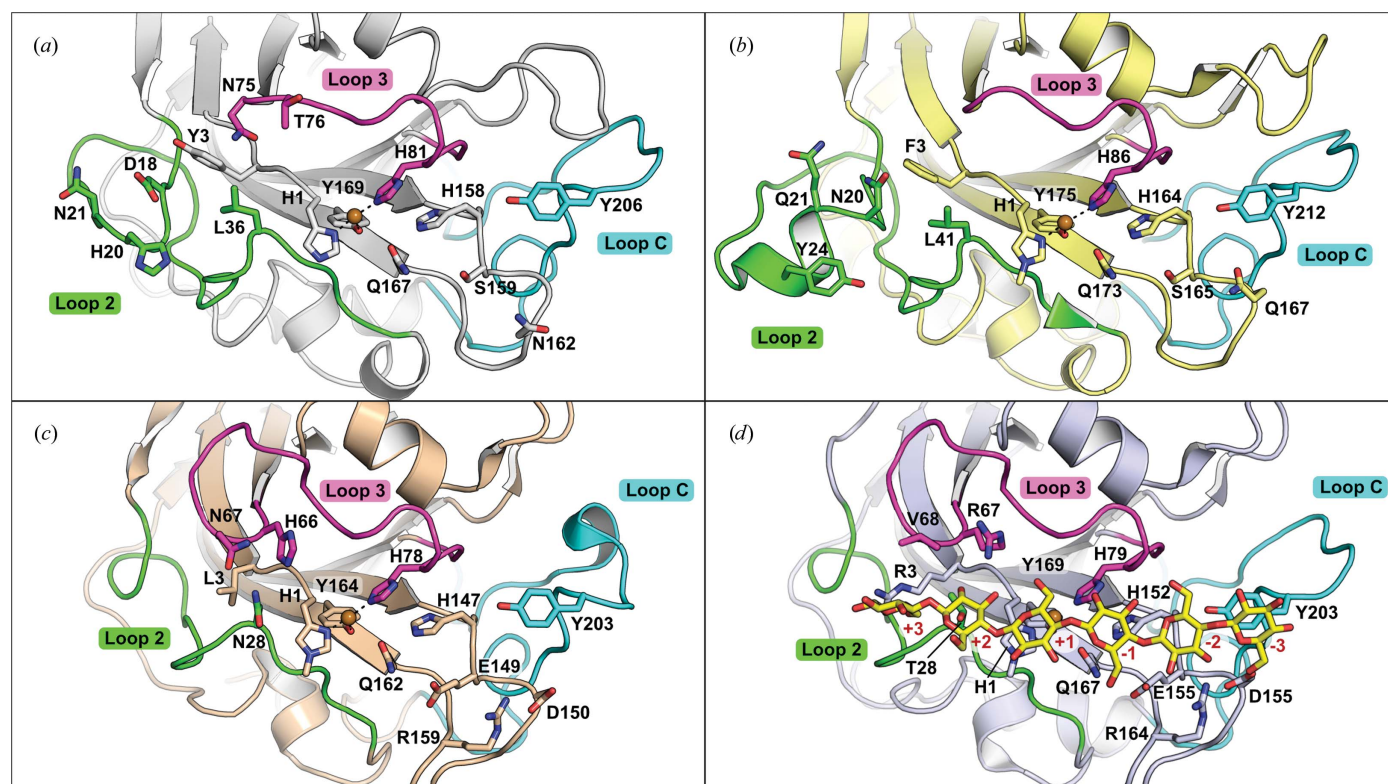 (a)
Loop 3
N75
T76
Y3
H81
D18
Y169
H158
H1
N21
Y206
L36
H20
Loop C
Q167
S159
Loop 2
N162
(b)
Loop 3
F3
H86
Q21
N20
H1
Y175
H164
Y212
L41
Y24
Loop C
Q173
S165
Q167
Loop 2
(c)
Loop 3
Loop C
N67
H66
H78
L3
Y164
H1
H147
Loop 2
N28
Y203
Q162
E149
D150
R159
(d)
Loop 3
Loop C
V68
R67
H79
Y169
R3
H152
Y203
+3
+2
+1
-1
-2
-3
Loop 2
T28
H1
Q167
E155
D155
R164